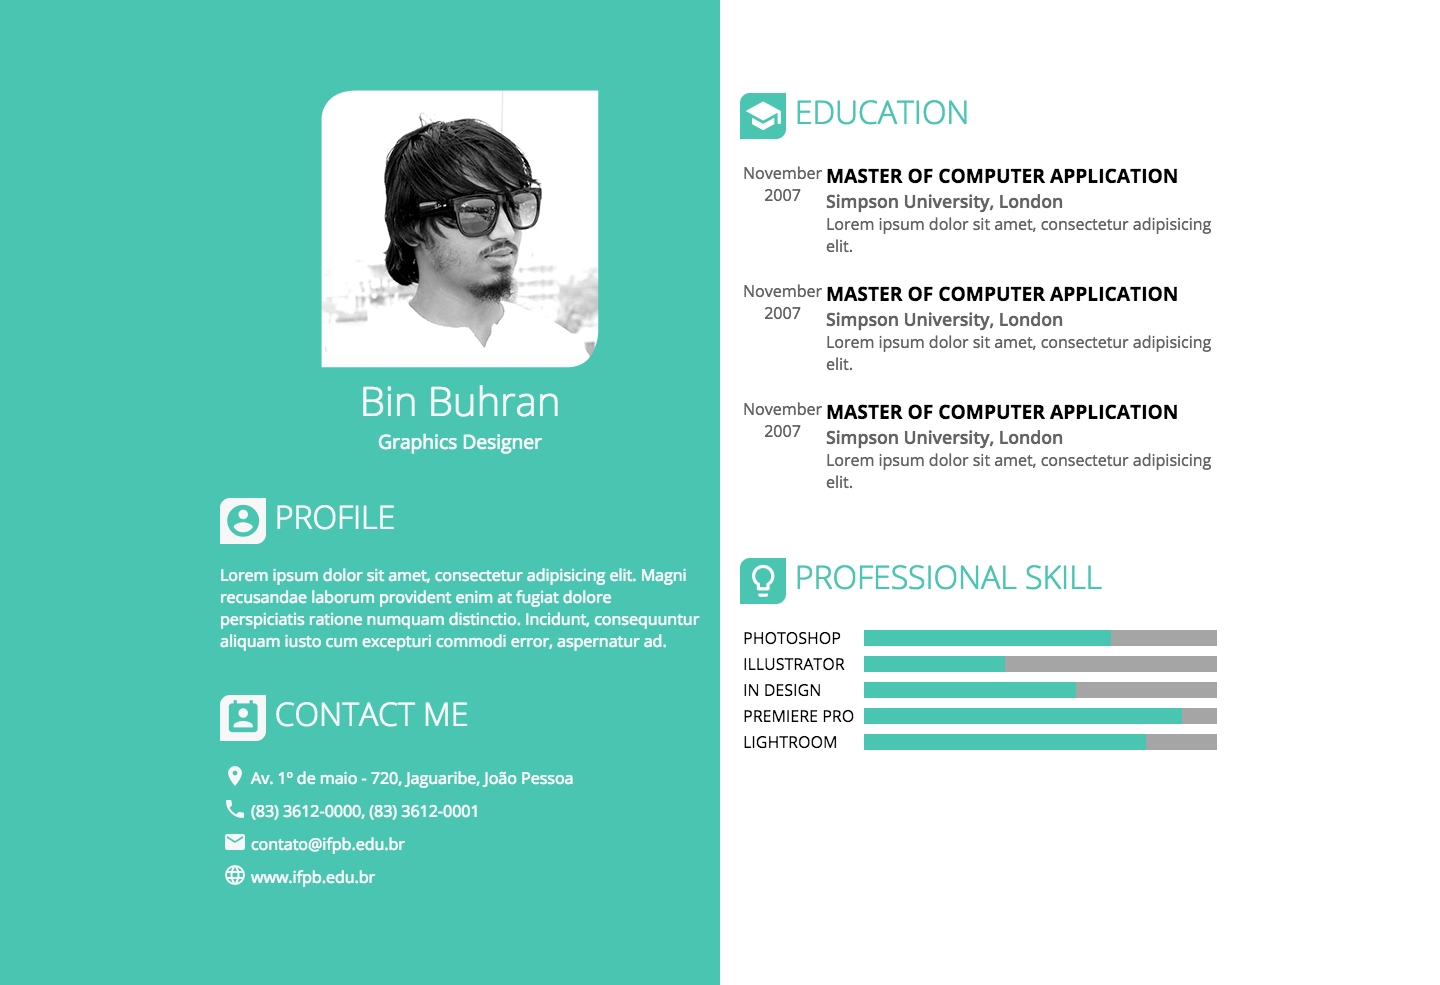 Bin Buhran
Graphics Designer
PROFILE
Lorem ipsum dolor sit amet, consectetur adipisicing elit. Magni
recusandae laborum provident enim at fugiat dolore
perspiciatis ratione numquam distinctio. Incidunt, consequuntur
aliquam iusto cum excepturi commodi error, aspernatur ad.
CONTACT ME
Av. 1º de maio - 720, Jaguaribe, João Pessoa
(83) 3612-0000, (83) 3612-0001
contato@ifpb.edu.br
www.ifpb.edu.br
EDUCATION
November 2007
MASTER OF COMPUTER APPLICATION
Simpson University, London
Lorem ipsum dolor sit amet, consectetur adipisicing
elit.
November 2007
MASTER OF COMPUTER APPLICATION
Simpson University, London
Lorem ipsum dolor sit amet, consectetur adipisicing
elit.
November 2007
MASTER OF COMPUTER APPLICATION
Simpson University, London
Lorem ipsum dolor sit amet, consectetur adipisicing
elit.
PROFESSIONAL SKILL
PHOTOSHOP
ILLUSTRATOR
IN DESIGN
PREMIERE PRO
LIGHTROOM